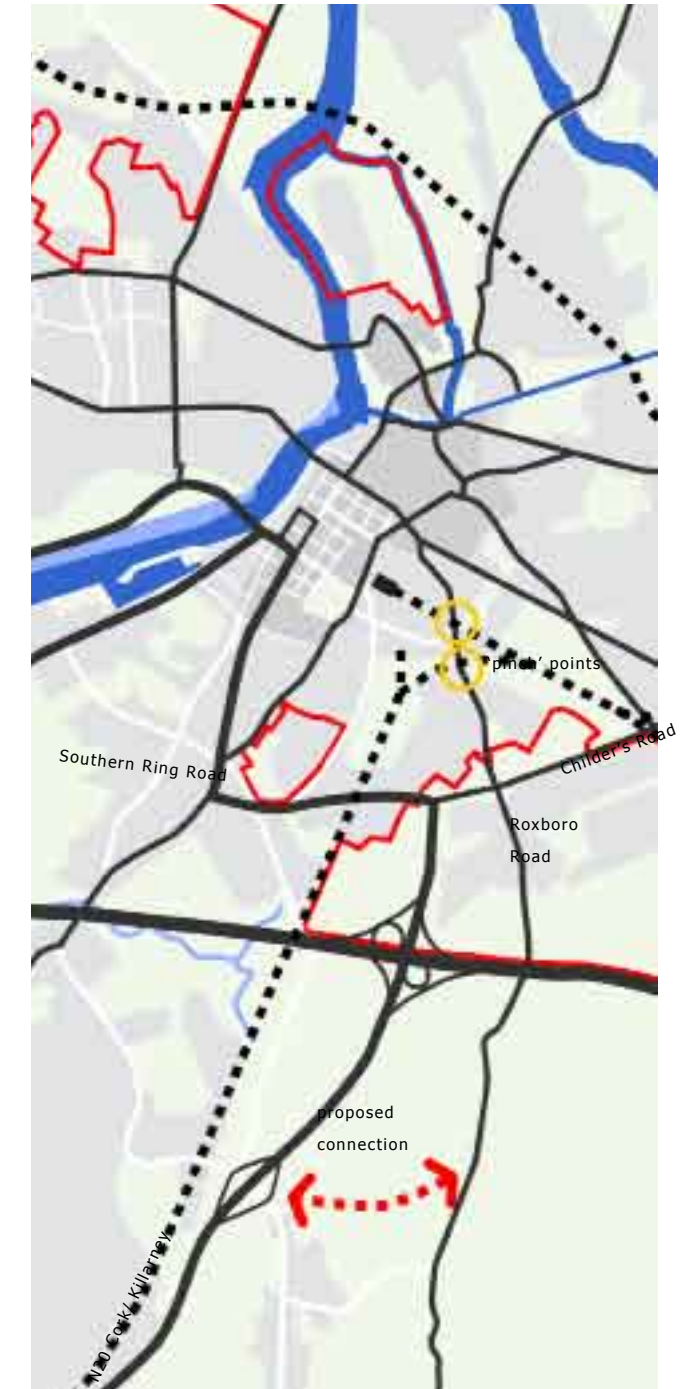 'pinch' points
Southern Ring Road
Childer's Road
Roxboro
Road
proposed
connection
N20 Cork/ Killarney